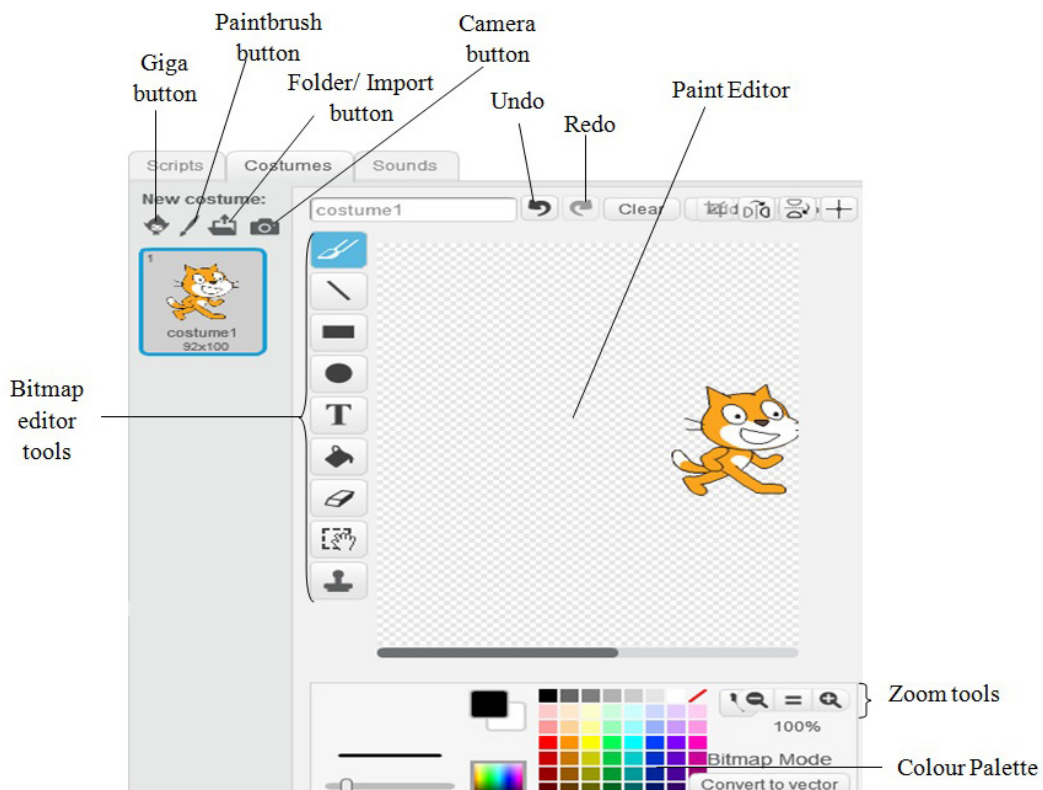 Paintbrush
button
Camera
button
Giga
button
Folder/ Import
button
Undo
Redo
Paint Editor
Scripts
Costumes
Sounds
New costume:
costume1
Clear
1
costume1
92x100
T
Bitmap
editor
tools
Zoom tools
100%
Bitmap Mode
Colour Palette
Convert to vector